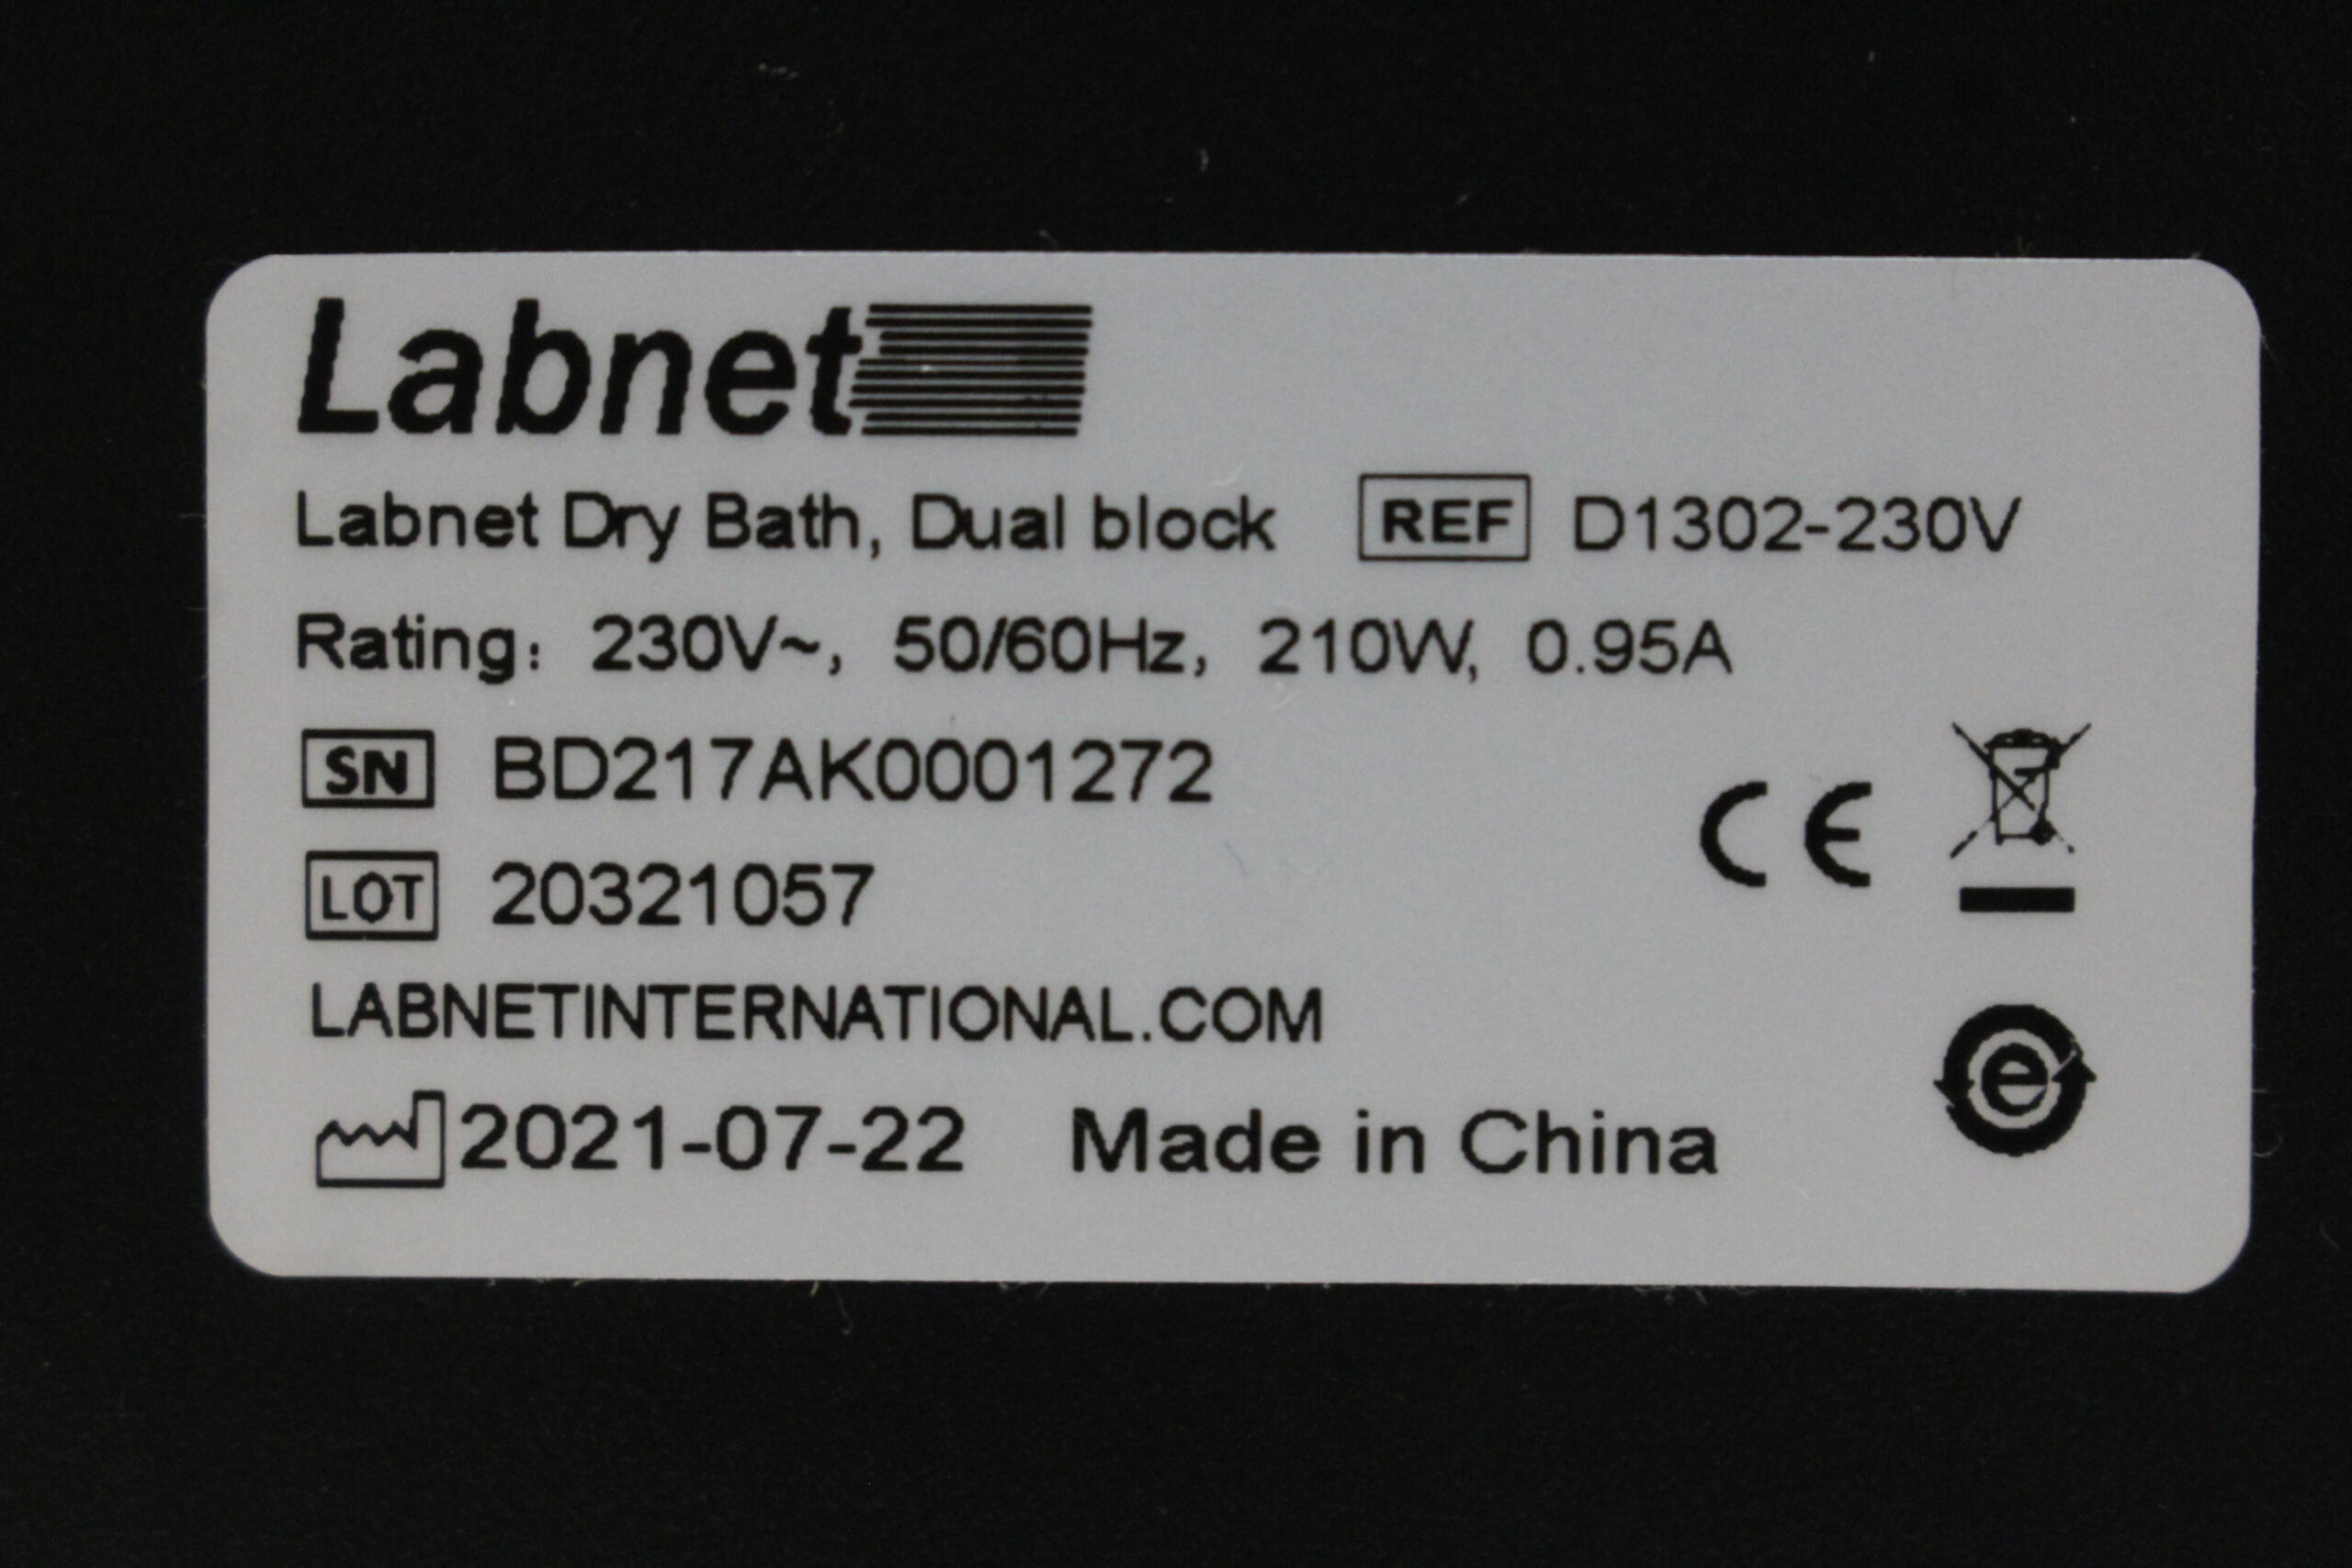 Labnet
Labnet Dry Bath, Dual block REF D1302-230V
Rating: 230V~, 50/60Hz, 210W, 0.95A
SN BD217AK0001272
LOT 20321057
CE
LABNETINTERNATIONAL.COM
e
2021-07-22 Made in China